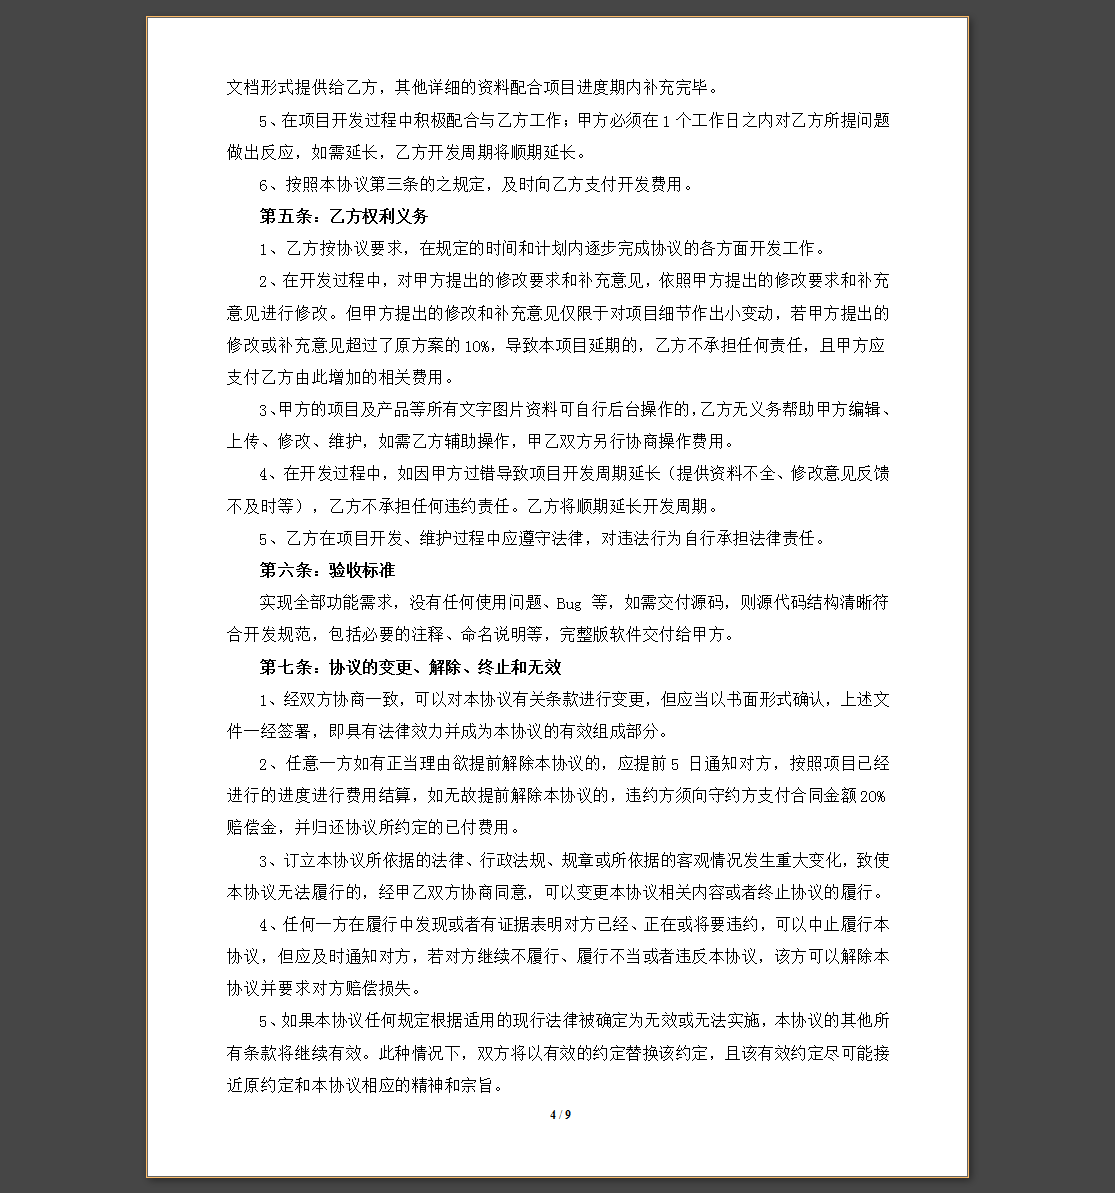 文档形式提供给乙方，其他详细的资料配合项目进度期内补充完毕。
5、在项目开发过程中积极配合与乙方工作；甲方必须在1个工作日之内对乙方所提问题
做出反应，如需延长，乙方开发周期将顺期延长。
6、按照本协议第三条的之规定，及时向乙方支付开发费用。
第五条：乙方权利义务
1、乙方按协议要求，在规定的时间和计划内逐步完成协议的各方面开发工作。
2、在开发过程中，对甲方提出的修改要求和补充意见，依照甲方提出的修改要求和补充
意见进行修改。但甲方提出的修改和补充意见仅限于对项目细节作出小变动，若甲方提出的
修改或补充意见超过了原方案的10%，导致本项目延期的，乙方不承担任何责任，且甲方应
支付乙方由此增加的相关费用。
3、甲方的项目及产品等所有文字图片资料可自行后台操作的，乙方无义务帮助甲方编辑、
上传、修改、维护，如需乙方辅助操作，甲乙双方另行协商操作费用。
4、在开发过程中，如因甲方过错导致项目开发周期延长（提供资料不全、修改意见反馈
不及时等），乙方不承担任何违约责任。乙方将顺期延长开发周期。
5、乙方在项目开发、维护过程中应遵守法律，对违法行为自行承担法律责任。
第六条：验收标准
实现全部功能需求，没有任何使用问题、Bug 等，如需交付源码，则源代码结构清晰符
合开发规范，包括必要的注释、命名说明等，完整版软件交付给甲方。
第七条：协议的变更、解除、终止和无效
1、经双方协商一致，可以对本协议有关条款进行变更，但应当以书面形式确认，上述文
件一经签署，即具有法律效力并成为本协议的有效组成部分。
2、任意一方如有正当理由欲提前解除本协议的，应提前5 日通知对方，按照项目已经
进行的进度进行费用结算，如无故提前解除本协议的，违约方须向守约方支付合同金额20%
赔偿金，并归还协议所约定的已付费用。
3、订立本协议所依据的法律、行政法规、规章或所依据的客观情况发生重大变化，致使
本协议无法履行的，经甲乙双方协商同意，可以变更本协议相关内容或者终止协议的履行。
4、任何一方在履行中发现或者有证据表明对方已经、正在或将要违约，可以中止履行本
协议，但应及时通知对方，若对方继续不履行、履行不当或者违反本协议，该方可以解除本
协议并要求对方赔偿损失。
5、如果本协议任何规定根据适用的现行法律被确定为无效或无法实施，本协议的其他所
有条款将继续有效。此种情况下，双方将以有效的约定替换该约定，且该有效约定尽可能接
近原约定和本协议相应的精神和宗旨。
4 / 9